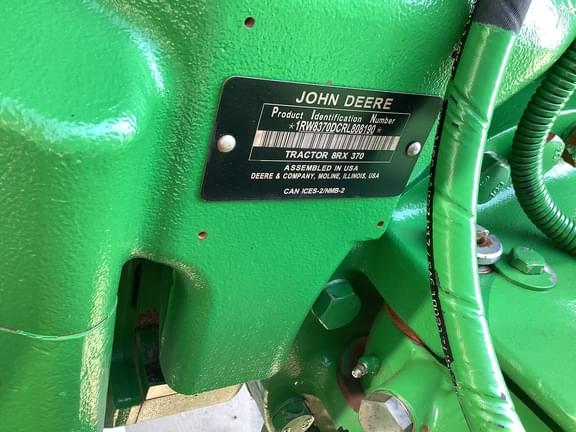 JOHN DEERE
Product Identification Number
*1RW8370DCRL808190*
TRACTOR 8RX 370
ASSEMBLED IN USA
DEERE & COMPANY, MOLINE, ILLINOIS, USA
CAN ICES-2/NMB-2